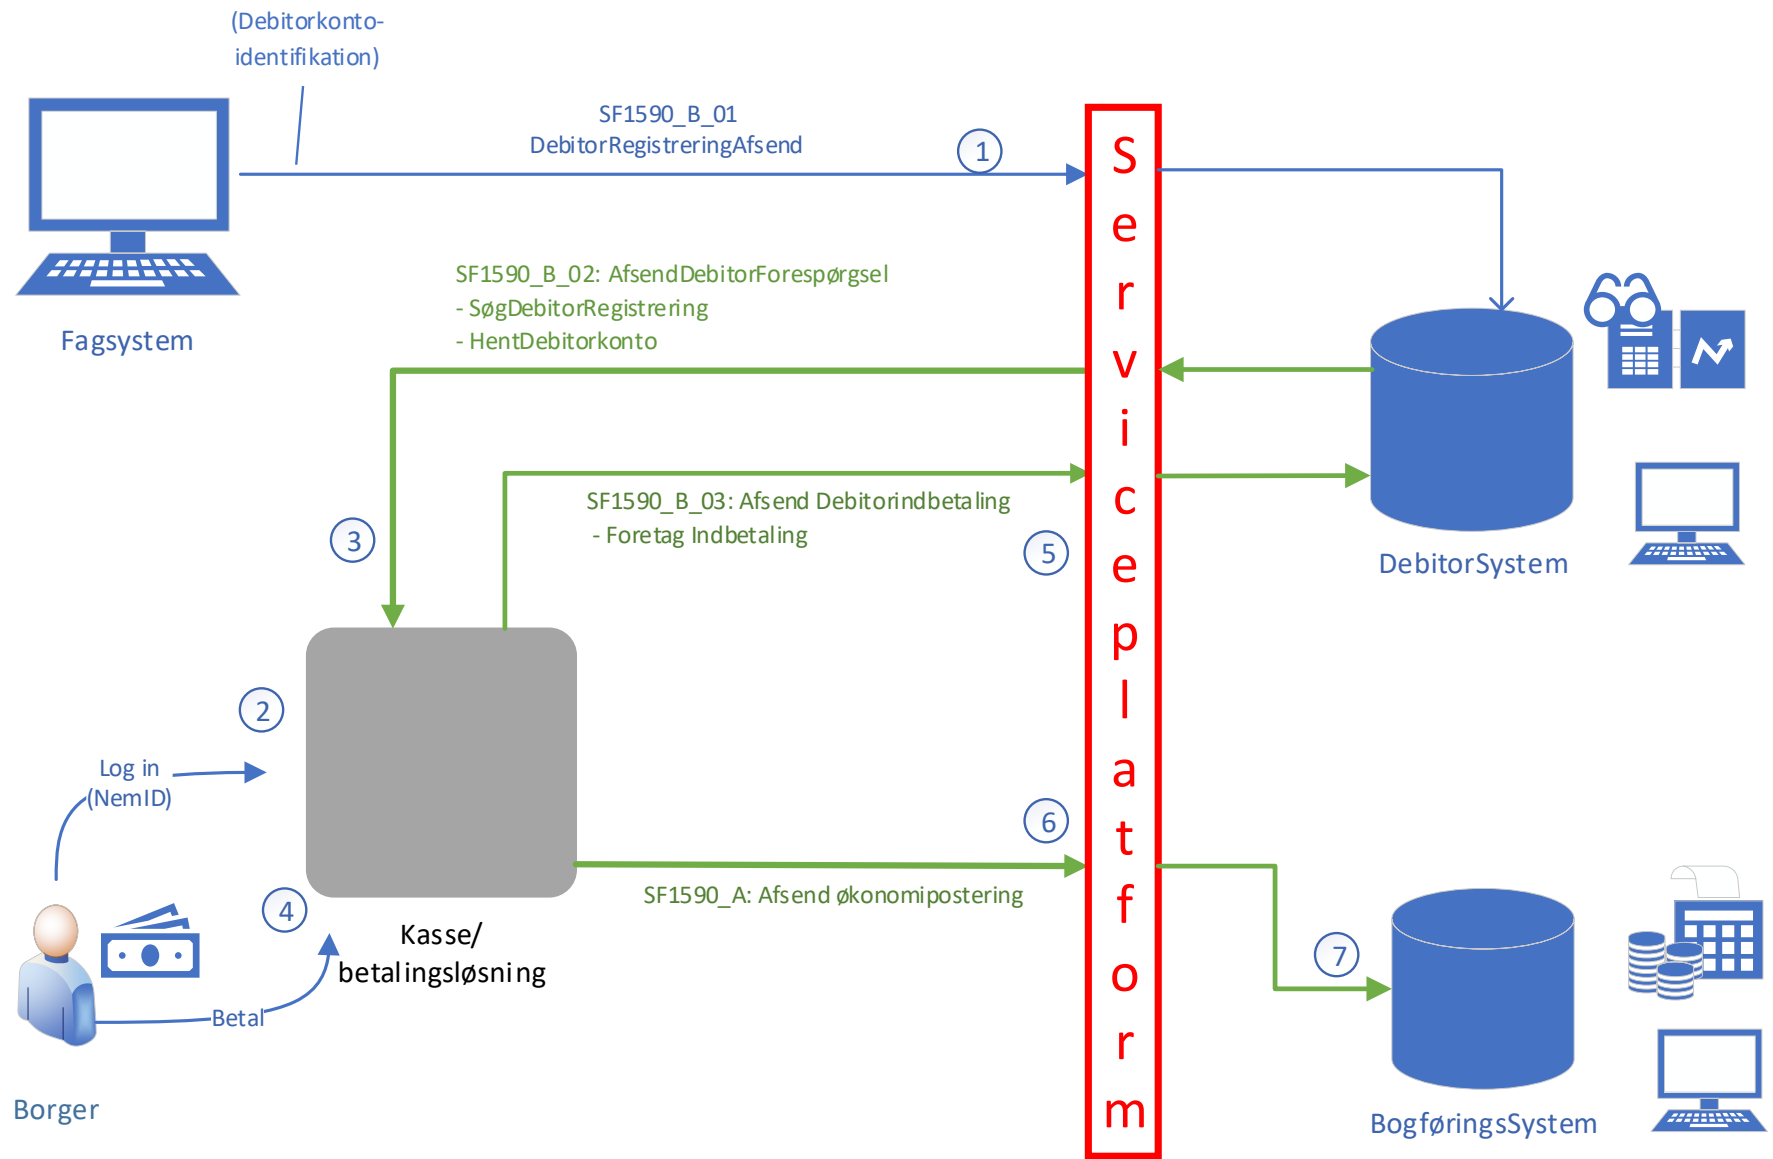 (Debitorkonto-
identifikation)
SF1590_B_01
DebitorRegistreringAfsend
1
Serviceplatform
SF1590_B_02: AfsendDebitorForespørgsel
- SøgDebitorRegistrering
- HentDebitorkonto
Fagsystem
SF1590_B_03: Afsend Debitorindbetaling
- Foretag Indbetaling
3
5
DebitorSystem
2
Log in
(NemID)
6
SF1590_A: Afsend økonomipostering
4
Kasse/
betalingsløsning
7
Betal
Borger
BogføringsSystem